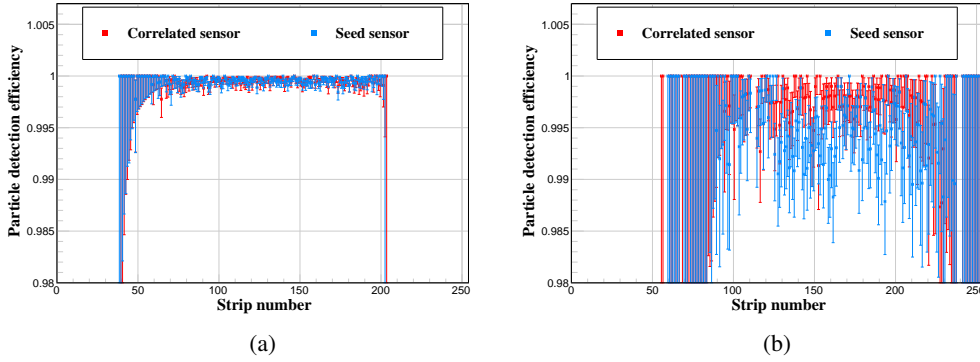 Correlated sensor Seed sensor
Particle detection efficiency
1.005
1
0.995
0.99
0.985
0.98
0 50 100 150 200 250
Strip number
(a)
Correlated sensor Seed sensor
Particle detection efficiency
1.005
1
0.995
0.99
0.985
0.98
0 50 100 150 200 250
Strip number
(b)